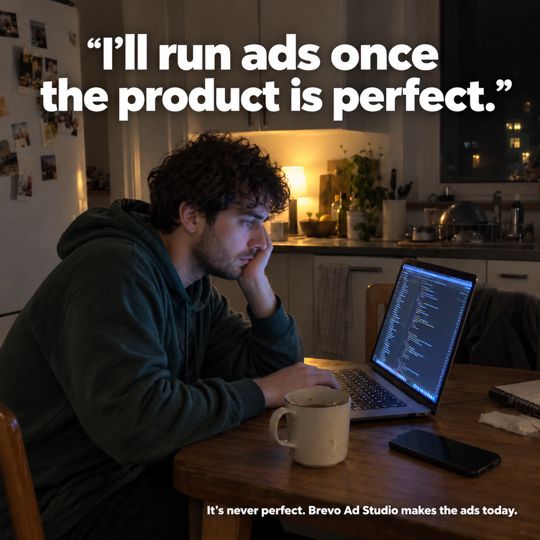 “I’ll run ads once
the product is perfect.”
It’s never perfect. Brevo Ad Studio makes the ads today.